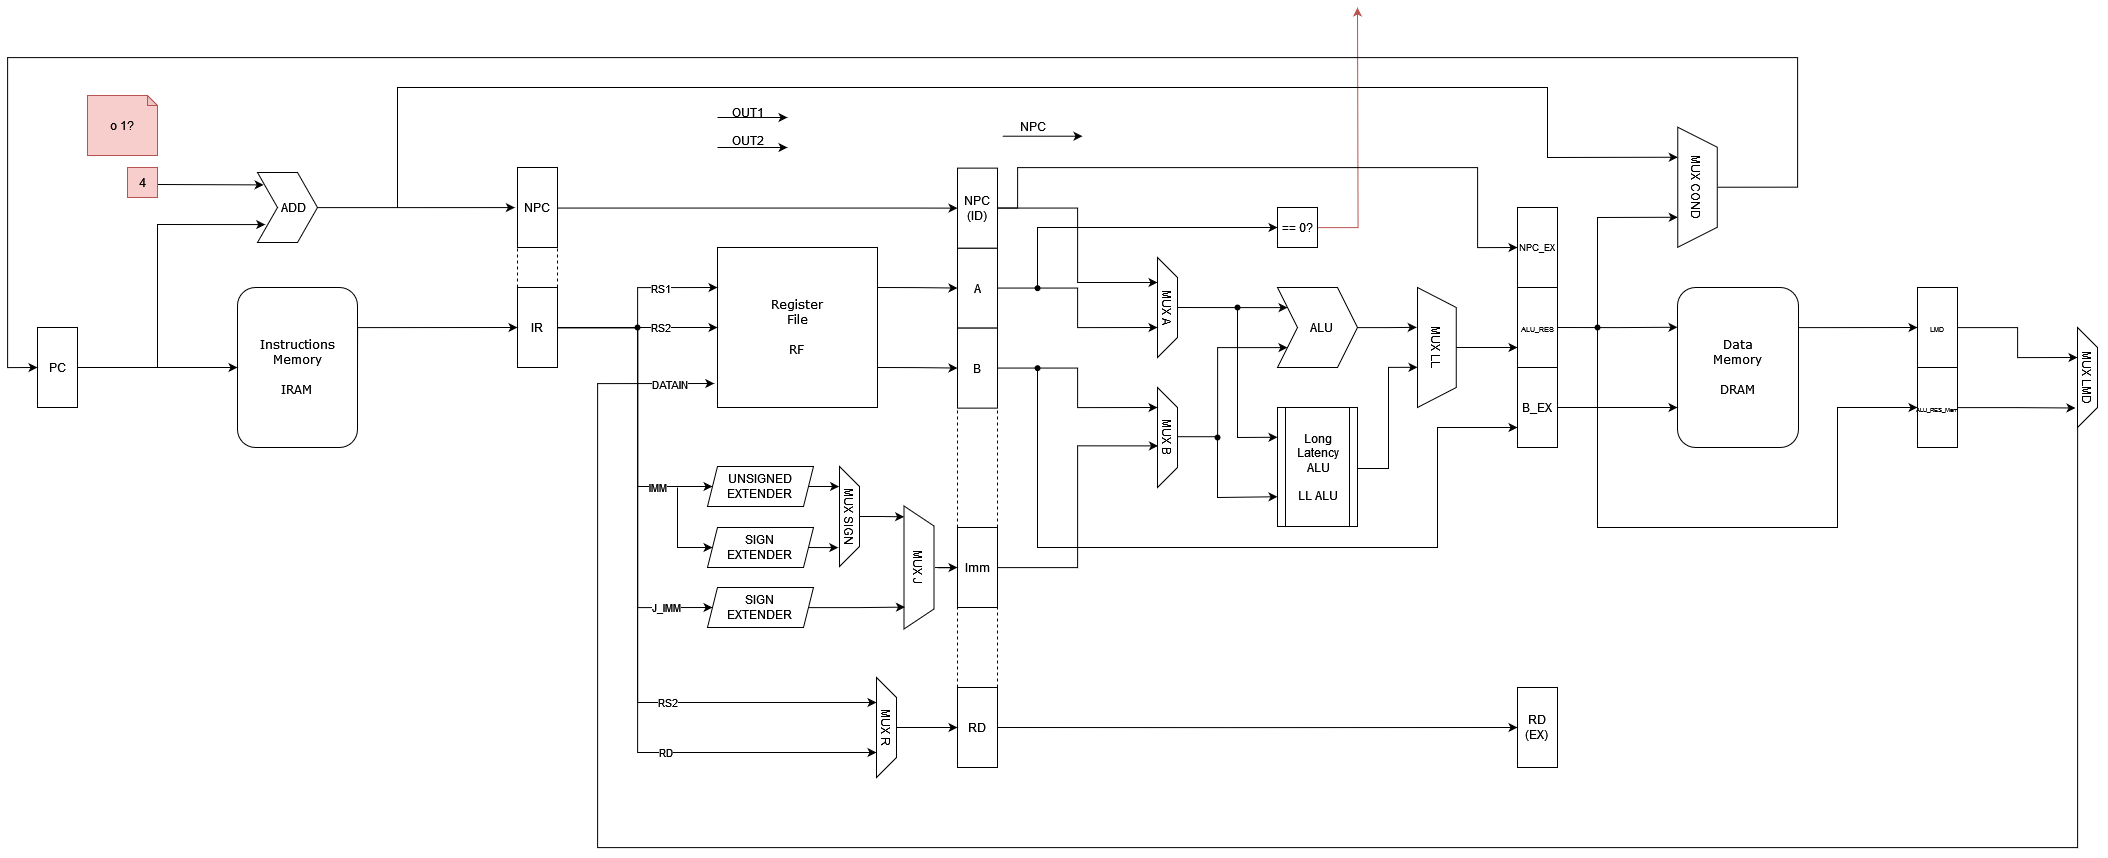 o 1?
4
ADD
PC
Instructions
Memory
IRAM
NPC
IR
OUT1
OUT2
RS1
RS2
DATAIN
Register
File
RF
IMM
UNSIGNED
EXTENDER
SIGN
EXTENDER
MUX SIGN
J_IMM
SIGN
EXTENDER
MUX J
RS2
RD
MUX R
NPC
NPC
(ID)
A
B
Imm
RD
MUX A
MUX B
== 0?
ALU
Long
Latency
ALU
LL ALU
MUX LL
NPC_EX
ALU_RES
B_EX
RD
(EX)
MUX COND
Data
Memory
DRAM
LMD
ALU_RES_Mem
MUX LMD